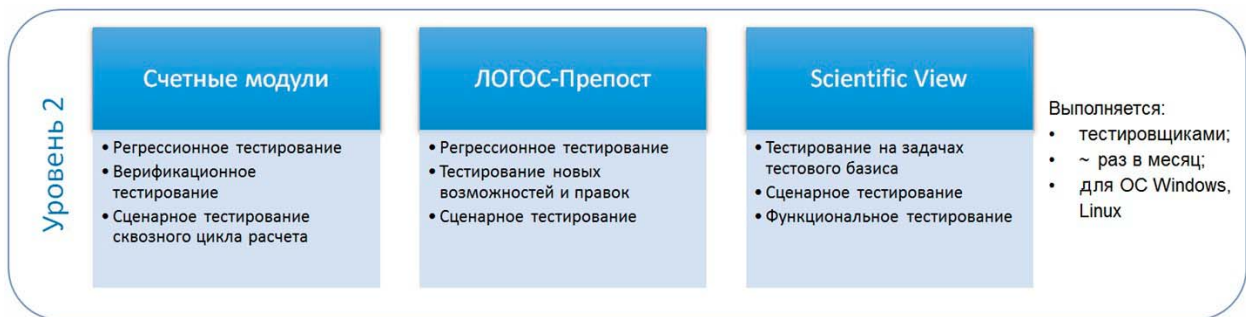 Уровень 2
Счетные модули
• Регрессионное тестирование
• Верификационное
тестирование
• Сценарное тестирование
сквозного цикла расчета
ЛОГОС-Препост
• Регрессионное тестирование
• Тестирование новых
возможностей и правок
• Сценарное тестирование
Scientific View
• Тестирование на задачах
тестового базиса
• Сценарное тестирование
• Функциональное тестирование
Выполняется:
• тестировщиками;
• ~ раз в месяц;
• для ОС Windows,
Linux